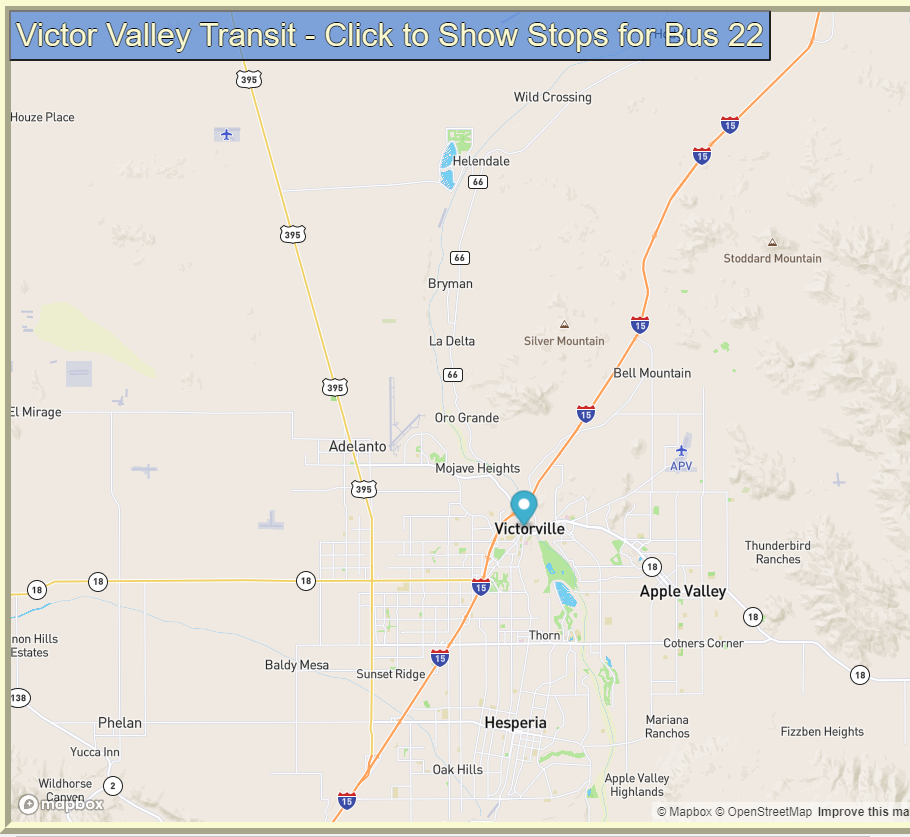 Victor Valley Transit - Click to Show Stops for Bus 22
395
Wild Crossing
Houze Place
15
15
Helendale
66
395
Stoddard Mountain
66
Bryman
15
Silver Mountain
La Delta
Bell Mountain
66
395
El Mirage
15
Oro Grande
Adelanto
Mojave Heights
APV
395
Victorville
Thunderbird
Ranches
18
18
18
18
15
Apple Valley
18
non Hills
Estates
Thorn
Cotners Corner
15
Baldy Mesa
Sunset Ridge
18
138
Phelan
Hesperia
Mariana
Ranchos
Fizzben Heights
Yucca Inn
Oak Hills
Wildhorse
Canyon
2
Apple Valley
Highlands
mapbox
15
© Mapbox © OpenStreetMap Improve this ma